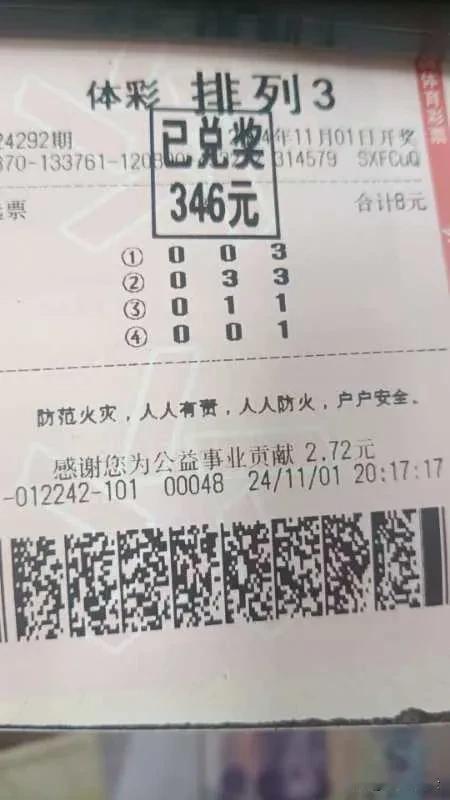 体彩 排列3
24292期
年11月01日开奖
370-133761-120
314579 SXFCuQ
已兑奖
346元
票
合计8元
① 0 0 3
② 0 3 3
③ 0 1 1
④ 0 0 1
防范火灾，人人有责，人人防火，户户安全。
感谢您为公益事业贡献 2.72元
-012242-101 00048 24/11/01 20:17:17
体育彩票